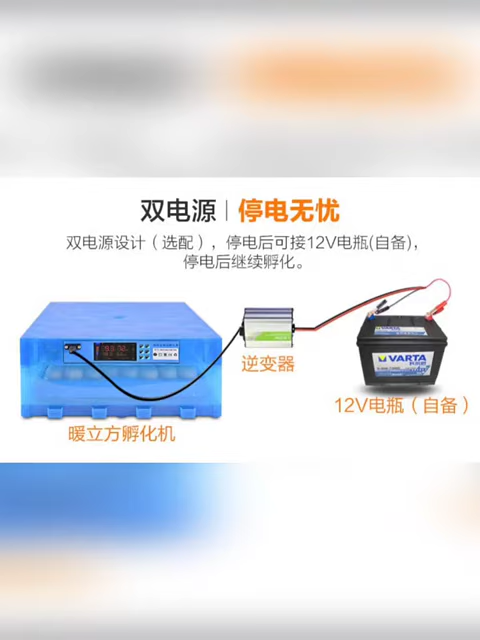 双电源 | 停电无忧
双电源设计（选配），停电后可接12V电瓶(自备),
停电后继续孵化。
逆变器
VARTA
12V电瓶（自备）
暖立方孵化机